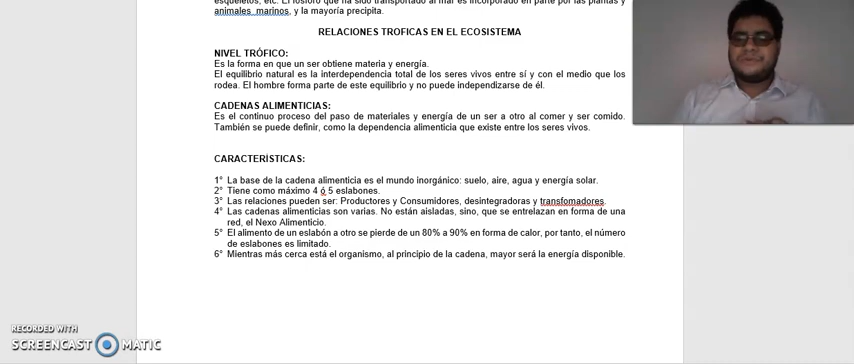 esqueletos, etc. El fósforo que ha sido transportado al mar es incorporado en parte por las plantas y
animales marinos, y la mayoría precipita.
RELACIONES TROFICAS EN EL ECOSISTEMA
NIVEL TRÓFICO:
Es la forma en que un ser obtiene materia y energía.
El equilibrio natural es la interdependencia total de los seres vivos entre sí y con el medio que los
rodea. El hombre forma parte de este equilibrio y no puede independizarse de él.
CADENAS ALIMENTICIAS:
Es el continuo proceso del paso de materiales y energía de un ser a otro al comer y ser comido.
También se puede definir, como la dependencia alimenticia que existe entre los seres vivos.
CARACTERÍSTICAS:
1° La base de la cadena alimenticia es el mundo inorgánico: suelo, aire, agua y energía solar.
2° Tiene como máximo 4 ó 5 eslabones.
3° Las relaciones pueden ser: Productores y Consumidores, desintegradoras y transfomadores.
4° Las cadenas alimenticias son varias. No están aisladas, sino, que se entrelazan en forma de una
red, el Nexo Alimenticio.
5° El alimento de un eslabón a otro se pierde de un 80% a 90% en forma de calor, por tanto, el número
de eslabones es limitado.
6° Mientras más cerca está el organismo, al principio de la cadena, mayor será la energía disponible.
RECORDED WITH
SCREENCAST MATIC